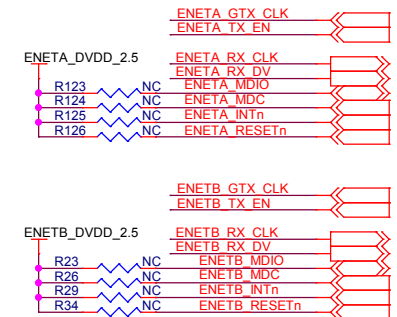 ENETA_GTX_CLK
ENETA_TX_EN
ENETA_DVDD_2.5 ENETA_RX_CLK
ENETA_RX_DV
R123 NC ENETA_MDIO
R124 NC ENETA_MDC
R125 NC ENETA_INTn
R126 NC ENETA_RESETn
ENETB_GTX_CLK
ENETB_TX_EN
ENETB_DVDD_2.5 ENETB_RX_CLK
ENETB_RX_DV
R23 NC ENETB_MDIO
R26 NC ENETB_MDC
R29 NC ENETB_INTn
R34 NC ENETB_RESETn